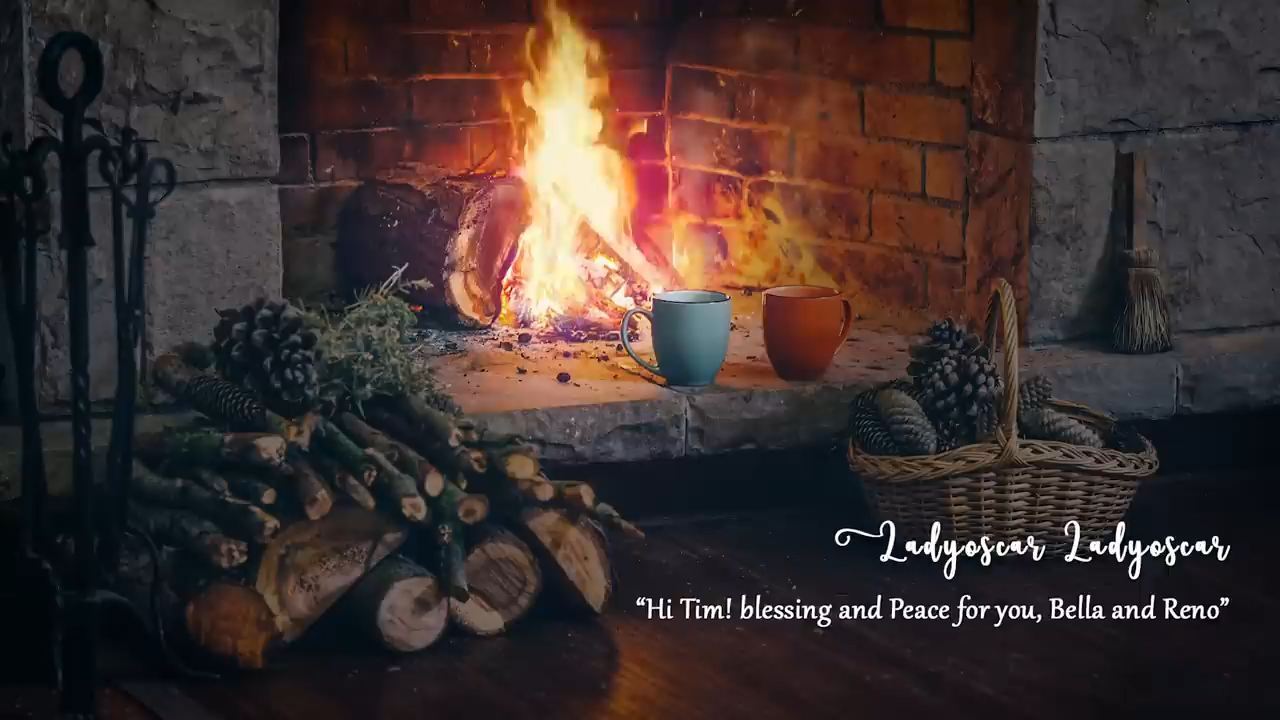 Ladyoscar Ladyoscar
“Hi Tim! blessing and Peace for you, Bella and Reno”